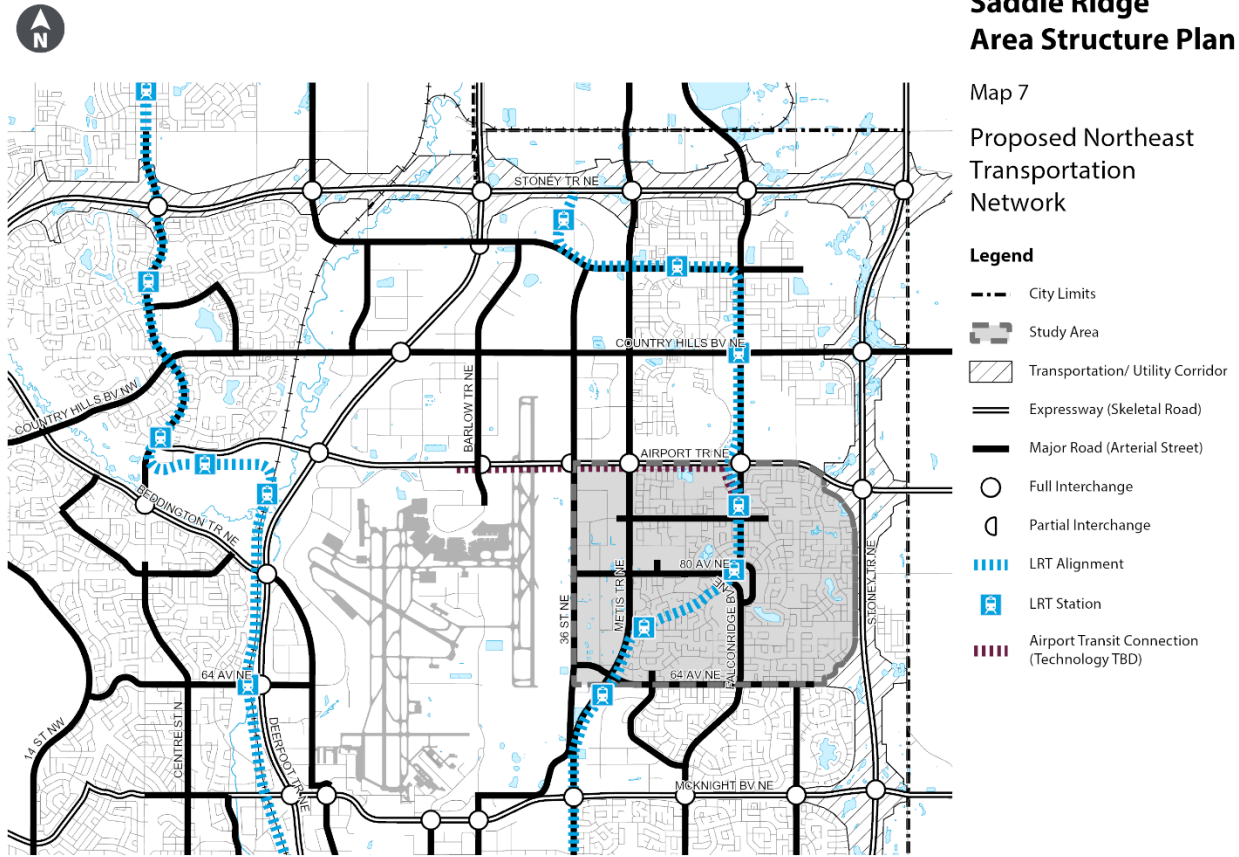 Saddle Ridge
Area Structure Plan
Map 7
Proposed Northeast
Transportation
Network
Legend
City Limits
Study Area
Transportation/ Utility Corridor
Expressway (Skeletal Road)
Major Road (Arterial Street)
Full Interchange
Partial Interchange
LRT Alignment
LRT Station
Airport Transit Connection
(Technology TBD)
N
STONEY TR NE
COUNTRY HILLS BV NE
COUNTRY HILLS BV NW
BARLOW TR NE
AIRPORT TR NE
BEDDINGTON TR NE
80 AV NE
METIS TR NE
36 ST NE
FALCONRIDGE BV
NE
STONEY TR NE
64 AV NE
64 AV NE
14 ST NW
CENTRE ST N
DEERFOOT TR NE
MCKNIGHT BV NE